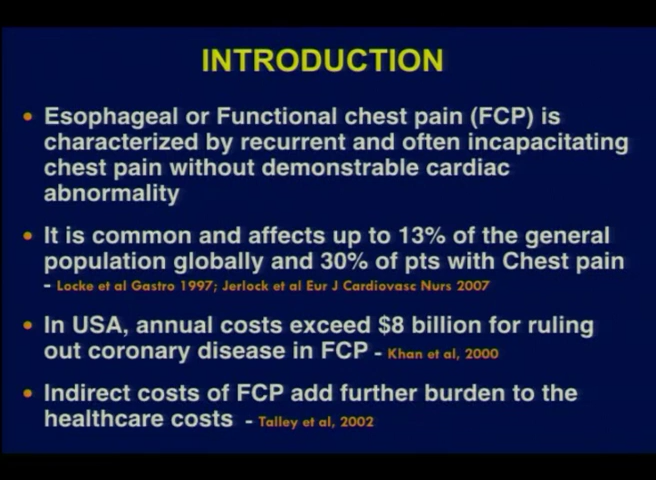 INTRODUCTION
• Esophageal or Functional chest pain (FCP) is
characterized by recurrent and often incapacitating
chest pain without demonstrable cardiac
abnormality
• It is common and affects up to 13% of the general
population globally and 30% of pts with Chest pain
- Locke et al Gastro 1997; Jerlock et al Eur J Cardiovasc Nurs 2007
• In USA, annual costs exceed $8 billion for ruling
out coronary disease in FCP - Khan et al, 2000
• Indirect costs of FCP add further burden to the
healthcare costs - Talley et al, 2002